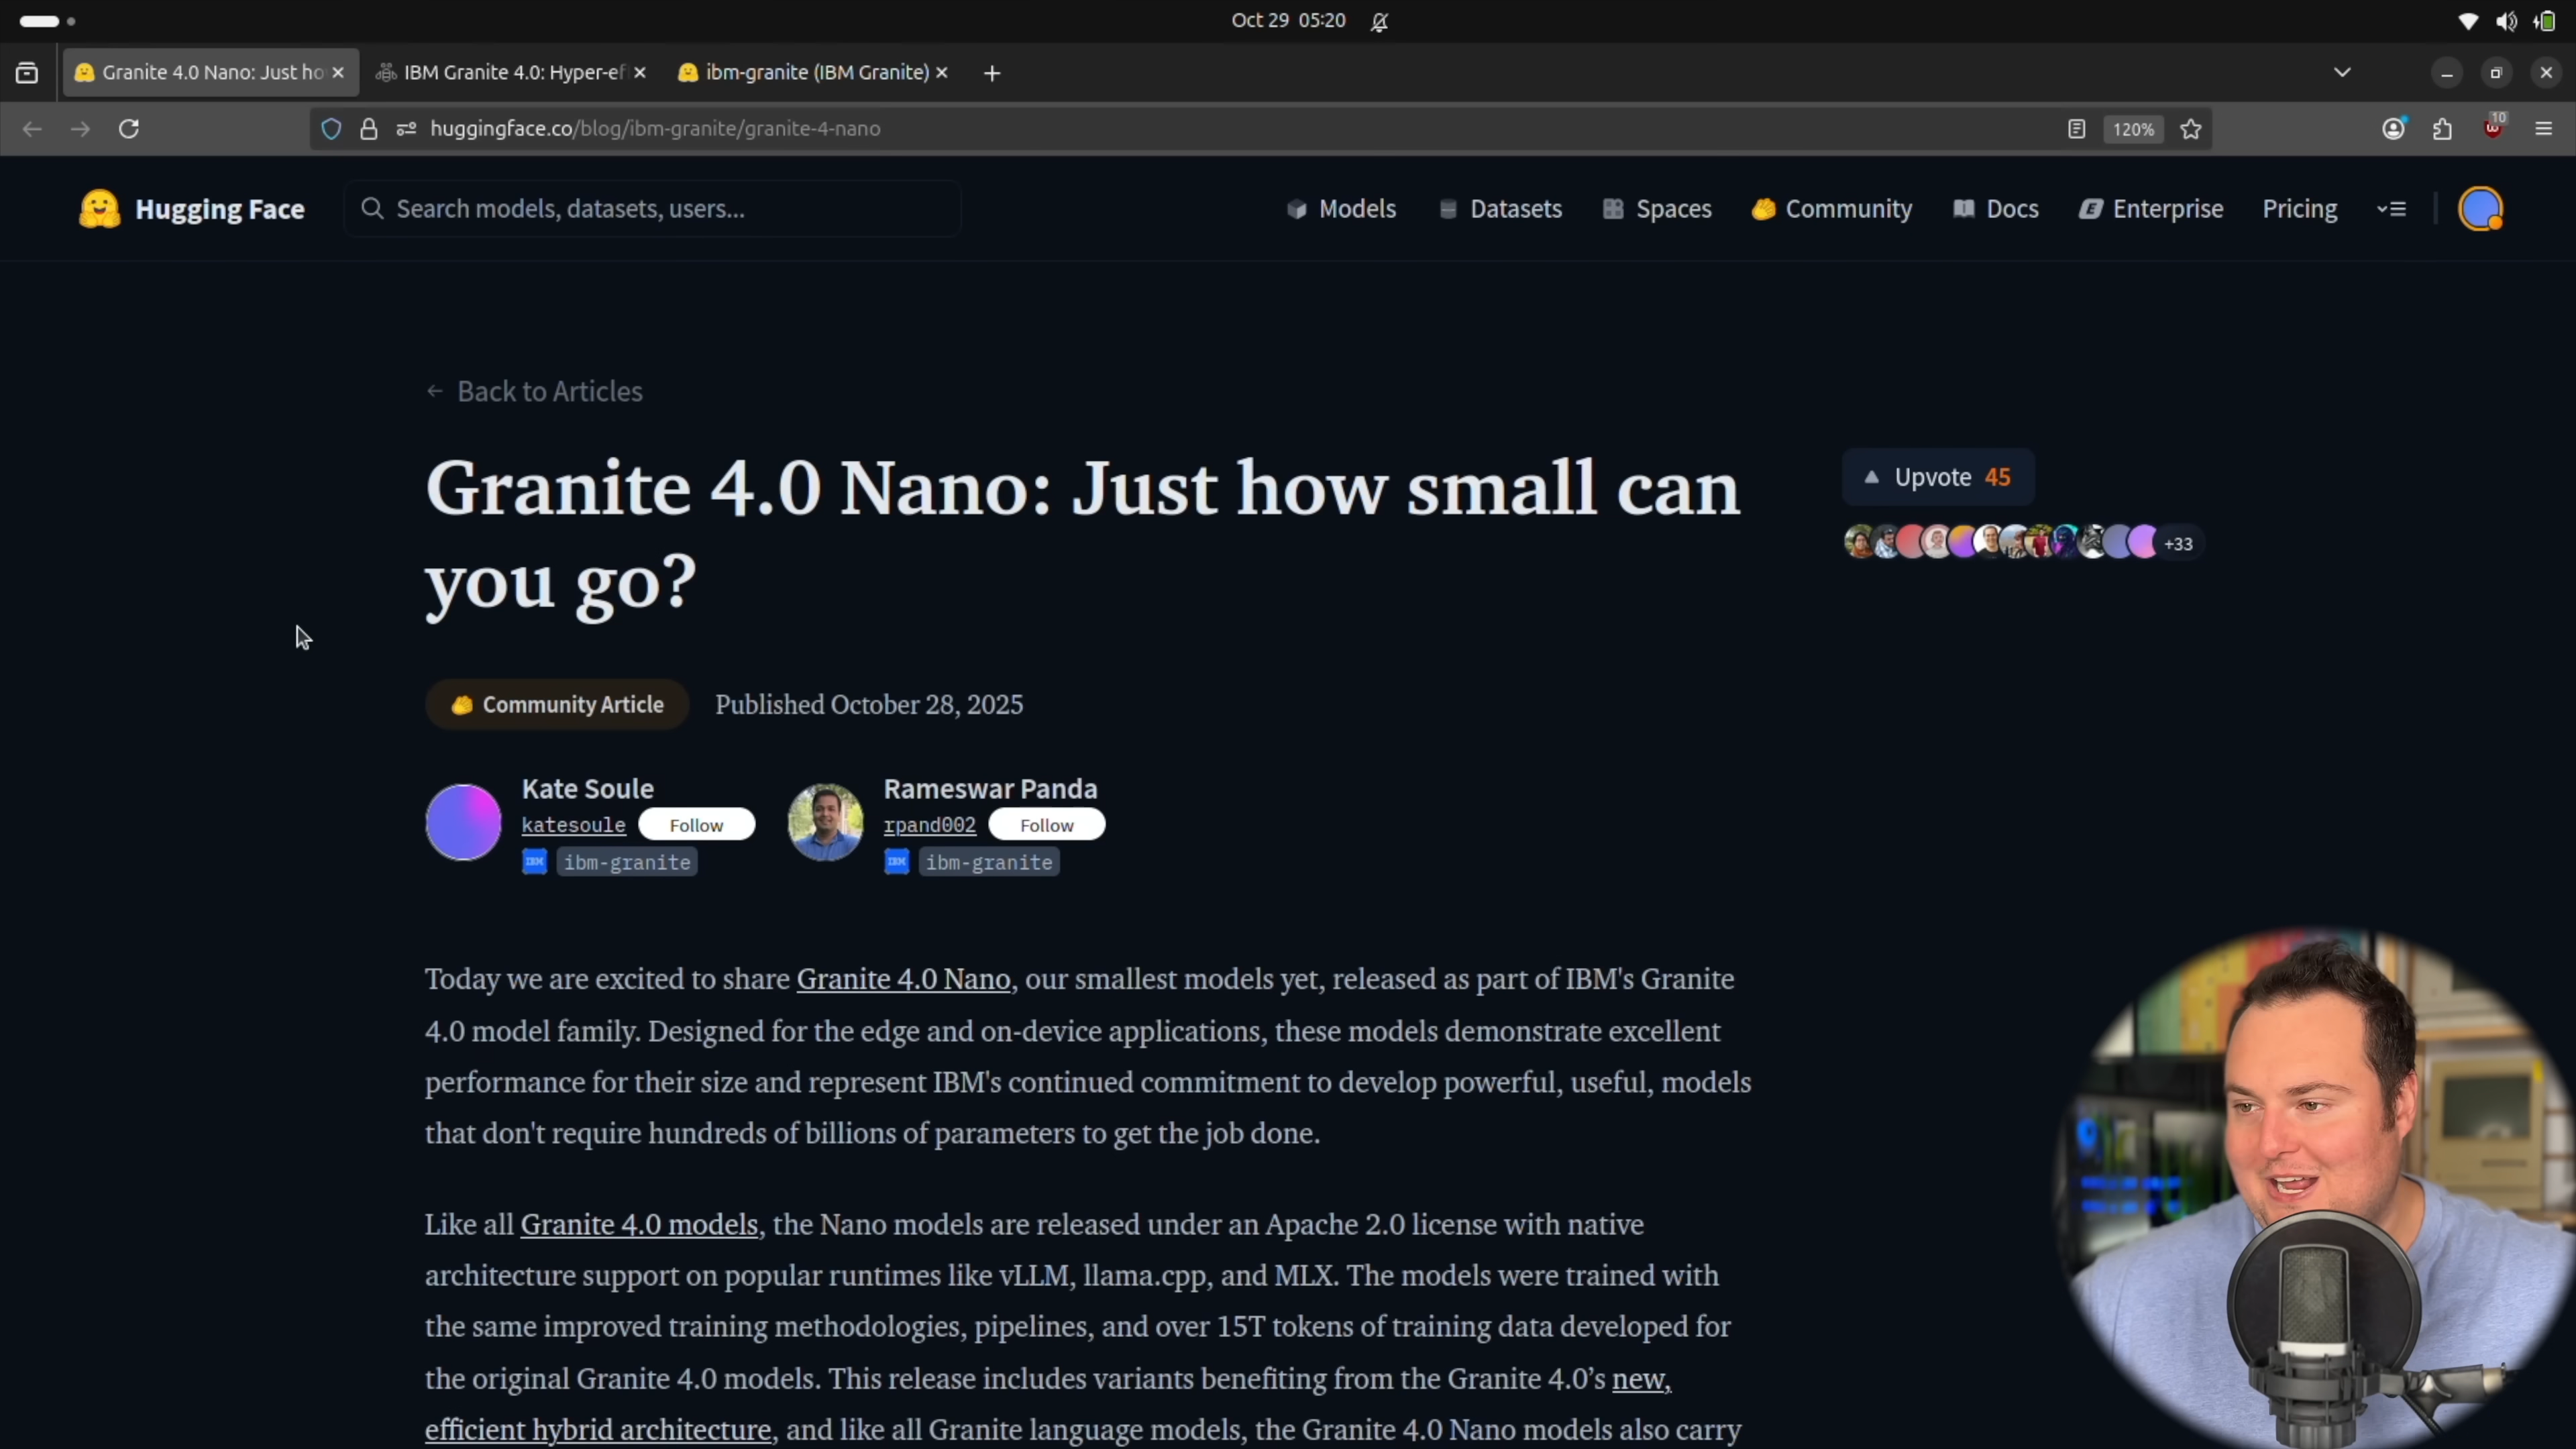 Oct 29 05:20
Granite 4.0 Nano: Just ho
IBM Granite 4.0: Hyper-ef
ibm-granite (IBM Granite)
huggingface.co/blog/ibm-granite/granite-4-nano
120%
10
Hugging Face
Search models, datasets, users...
Models
Datasets
Spaces
Community
Docs
Enterprise
Pricing
← Back to Articles
Granite 4.0 Nano: Just how small can
you go?
Upvote 45
+33
Community Article
Published October 28, 2025
Kate Soule
katesoule
Follow
IBM ibm-granite
Rameswar Panda
rpand002
Follow
IBM ibm-granite
Today we are excited to share Granite 4.0 Nano, our smallest models yet, released as part of IBM's Granite
4.0 model family. Designed for the edge and on-device applications, these models demonstrate excellent
performance for their size and represent IBM's continued commitment to develop powerful, useful, models
that don't require hundreds of billions of parameters to get the job done.
Like all Granite 4.0 models, the Nano models are released under an Apache 2.0 license with native
architecture support on popular runtimes like vLLM, llama.cpp, and MLX. The models were trained with
the same improved training methodologies, pipelines, and over 15T tokens of training data developed for
the original Granite 4.0 models. This release includes variants benefiting from the Granite 4.0’s new,
efficient hybrid architecture, and like all Granite language models, the Granite 4.0 Nano models also carry